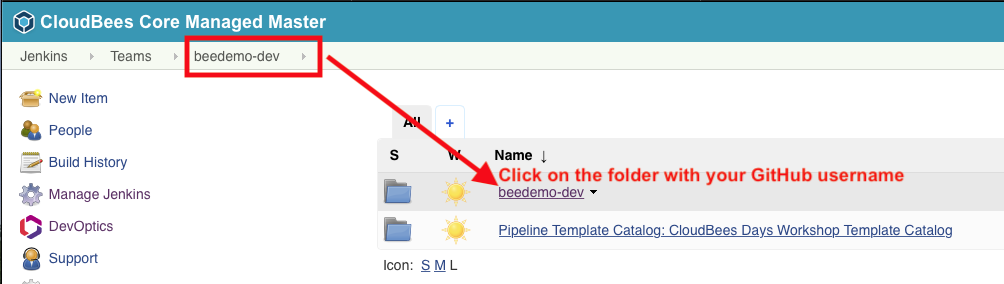 CloudBees Core Managed Master
Jenkins Teams beedemo-dev
New Item
People
Build History
Manage Jenkins
DevOptics
Support
All +
S W Name ↓
Click on the folder with your GitHub username
beedemo-dev
Pipeline Template Catalog: CloudBees Days Workshop Template Catalog
Icon: S M L